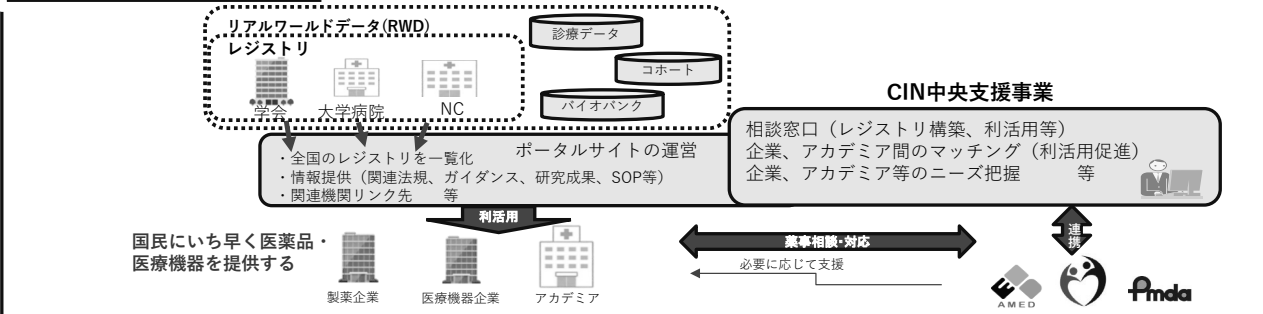 リアルワールドデータ(RWD)
レジストリ
学会
大学病院
NC
診療データ
コホート
バイオバンク
CIN中央支援事業
ポータルサイトの運営
・全国のレジストリを一覧化
・情報提供（関連法規、ガイダンス、研究成果、SOP等）
・関連機関リンク先　等
相談窓口（レジストリ構築、利活用等）
企業、アカデミア間のマッチング（利活用促進）
企業、アカデミア等のニーズ把握　等
利活用
国民にいち早く医薬品・
医療機器を提供する
製薬企業
医療機器企業
アカデミア
薬事相談・対応
必要に応じて支援
連携
AMED
Pmda